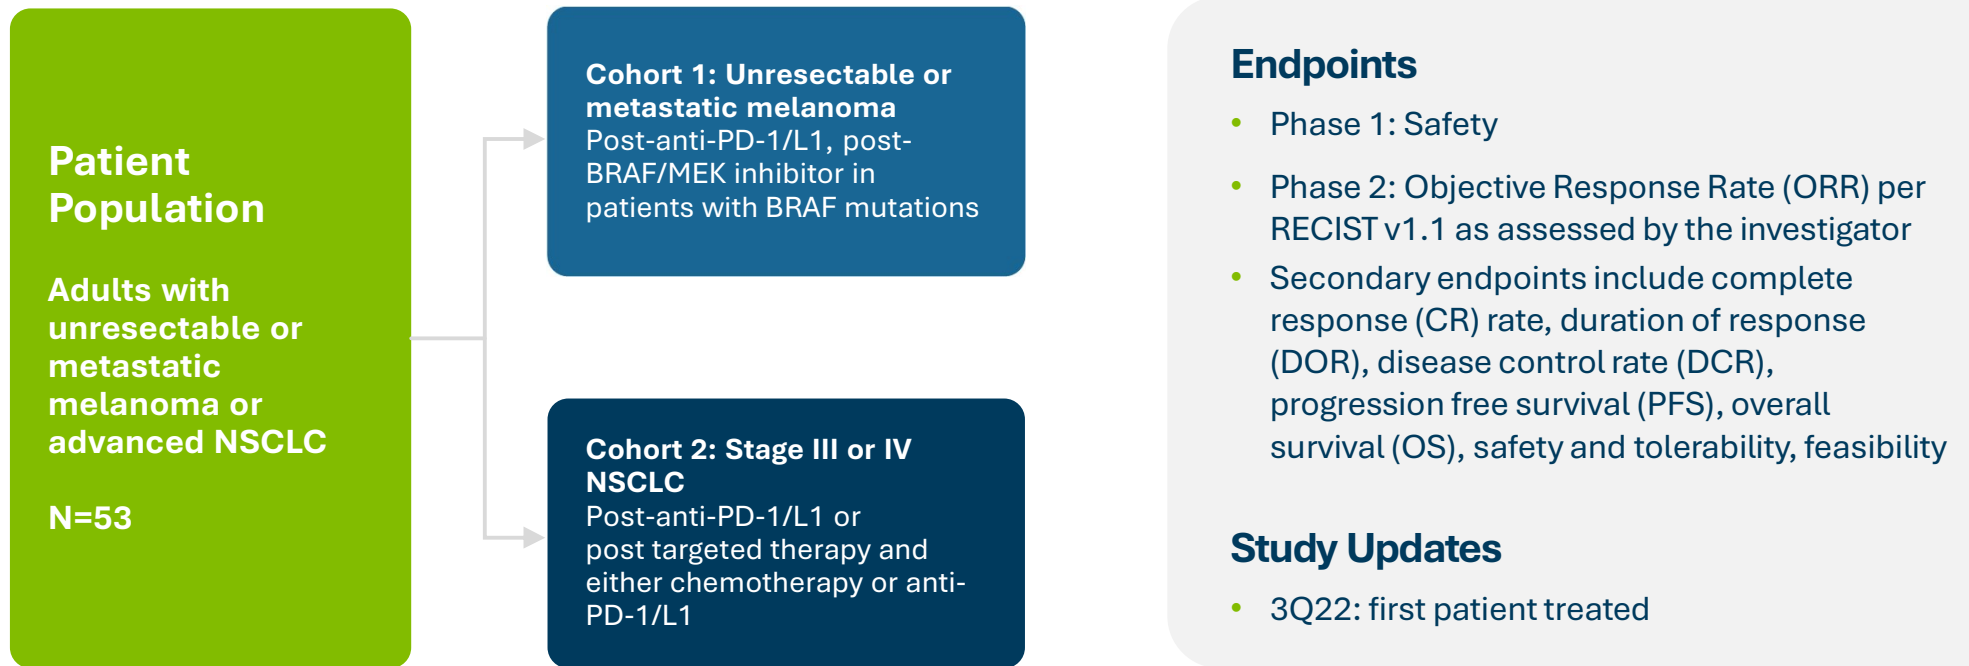 Patient
Population
Adults with
unresectable or
metastatic
melanoma or
advanced NSCLC
N=53
Cohort 1: Unresectable or
metastatic melanoma
Post-anti-PD-1/L1, post-
BRAF/MEK inhibitor in
patients with BRAF mutations
Cohort 2: Stage III or IV
NSCLC
Post-anti-PD-1/L1 or
post targeted therapy and
either chemotherapy or anti-
PD-1/L1
Endpoints
• Phase 1: Safety
• Phase 2: Objective Response Rate (ORR) per
RECIST v1.1 as assessed by the investigator
• Secondary endpoints include complete
response (CR) rate, duration of response
(DOR), disease control rate (DCR),
progression free survival (PFS), overall
survival (OS), safety and tolerability, feasibility
Study Updates
• 3Q22: first patient treated